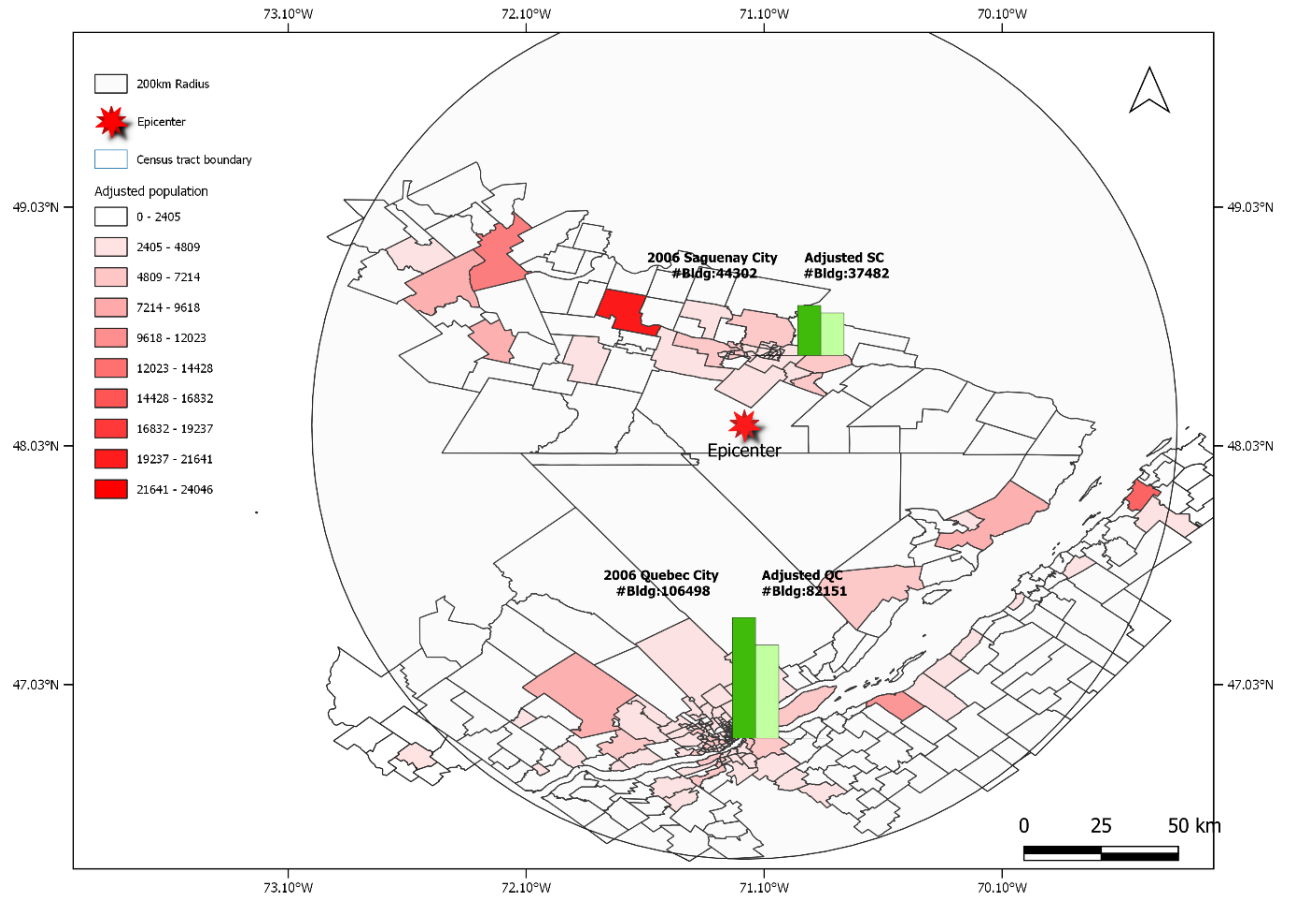 73.10°W 72.10°W 71.10°W 70.10°W
200km Radius
Epicenter
Census tract boundary
Adjusted population
0 - 2405
2405 - 4809
4809 - 7214
7214 - 9618
9618 - 12023
12023 - 14428
14428 - 16832
16832 - 19237
19237 - 21641
21641 - 24046
49.03°N 49.03°N
2006 Saguenay City
#Bldg:44302
Adjusted SC
#Bldg:37482
Epicenter
48.03°N 48.03°N
2006 Quebec City
#Bldg:106498
Adjusted QC
#Bldg:82151
47.03°N 47.03°N
0 25 50 km
73.10°W 72.10°W 71.10°W 70.10°W